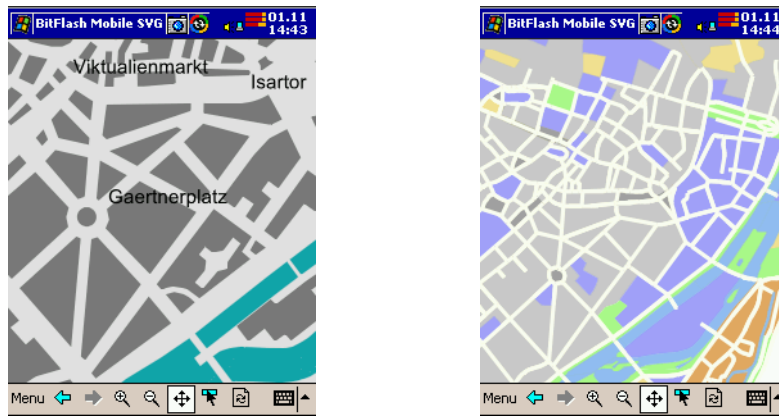 BitFlash Mobile SVG 01.11 14:43
Viktualienmarkt
Isartor
Gaertnerplatz
Menu
BitFlash Mobile SVG 01.11 14:44
Menu